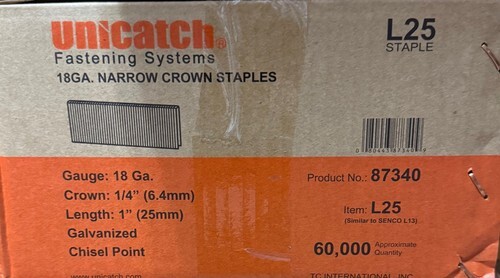 unicatch®
L25
STAPLE
Fastening Systems
18GA. NARROW CROWN STAPLES
Gauge: 18 Ga.
Crown: 1/4” (6.4mm)
Length: 1” (25mm)
Galvanized
Chisel Point
Product No.: 87340
Item: L25
(Similar to SENCO L13)
60,000 Approximate Quantity
www.unicatch.com
TC INTERNATIONAL, INC.